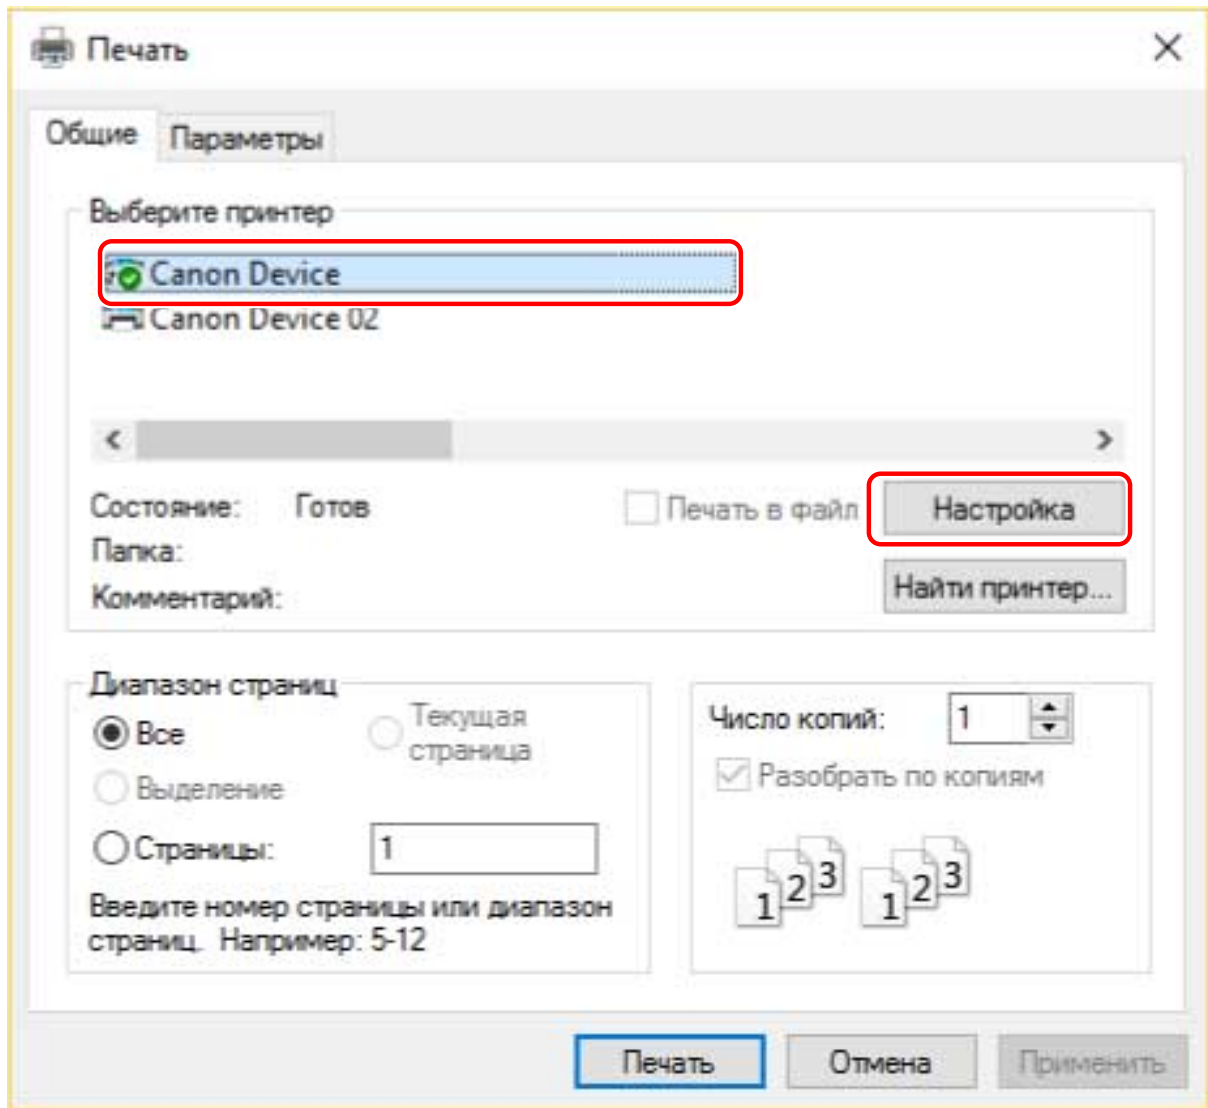 Печать
Общие
Параметры
Выберите принтер
Canon Device
Canon Device 02
Состояние: Готов
Печать в файл
Настройка
Папка:
Комментарий:
Найти принтер...
Диапазон страниц
Все
Текущая
страница
Выделение
Страницы: 1
Введите номер страницы или диапазон
страниц. Например: 5-12
Число копий: 1
Разобрать по копиям
1 2 3 1 2 3
Печать
Отмена
Применить